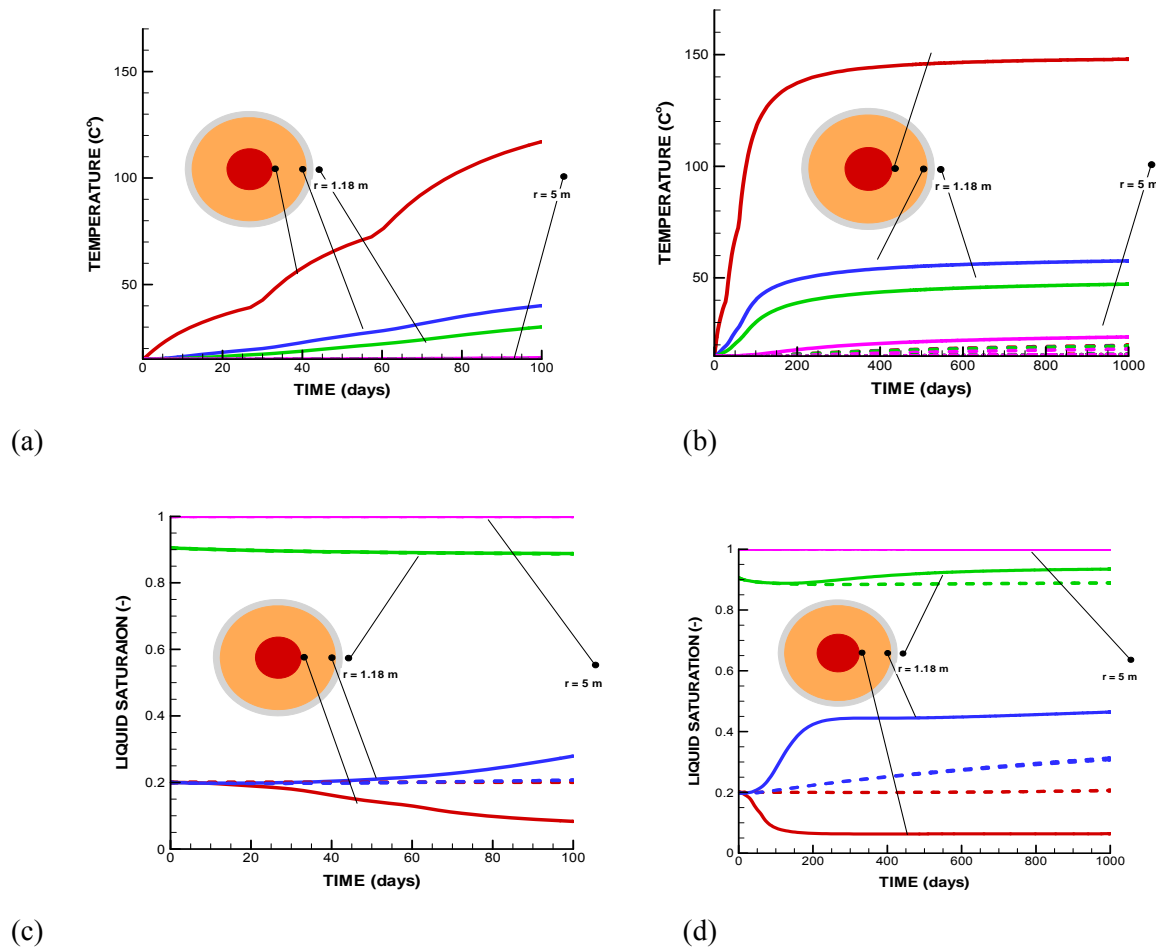 TEMPERATURE (C°)
150
100
50
r = 1.18 m
r = 5 m
0
20
40
60
80
100
TIME (days)
(a)
TEMPERATURE (C°)
150
100
50
r = 1.18 m
r = 5 m
0
200
400
600
800
1000
TIME (days)
(b)
LIQUID SATURAION (-)
1
0.8
0.6
0.4
0.2
0
r = 1.18 m
r = 5 m
0
20
40
60
80
100
TIME (days)
(c)
LIQUID SATURATION (-)
1
0.8
0.6
0.4
0.2
0
r = 1.18 m
r = 5 m
0
200
400
600
800
1000
TIME (days)
(d)